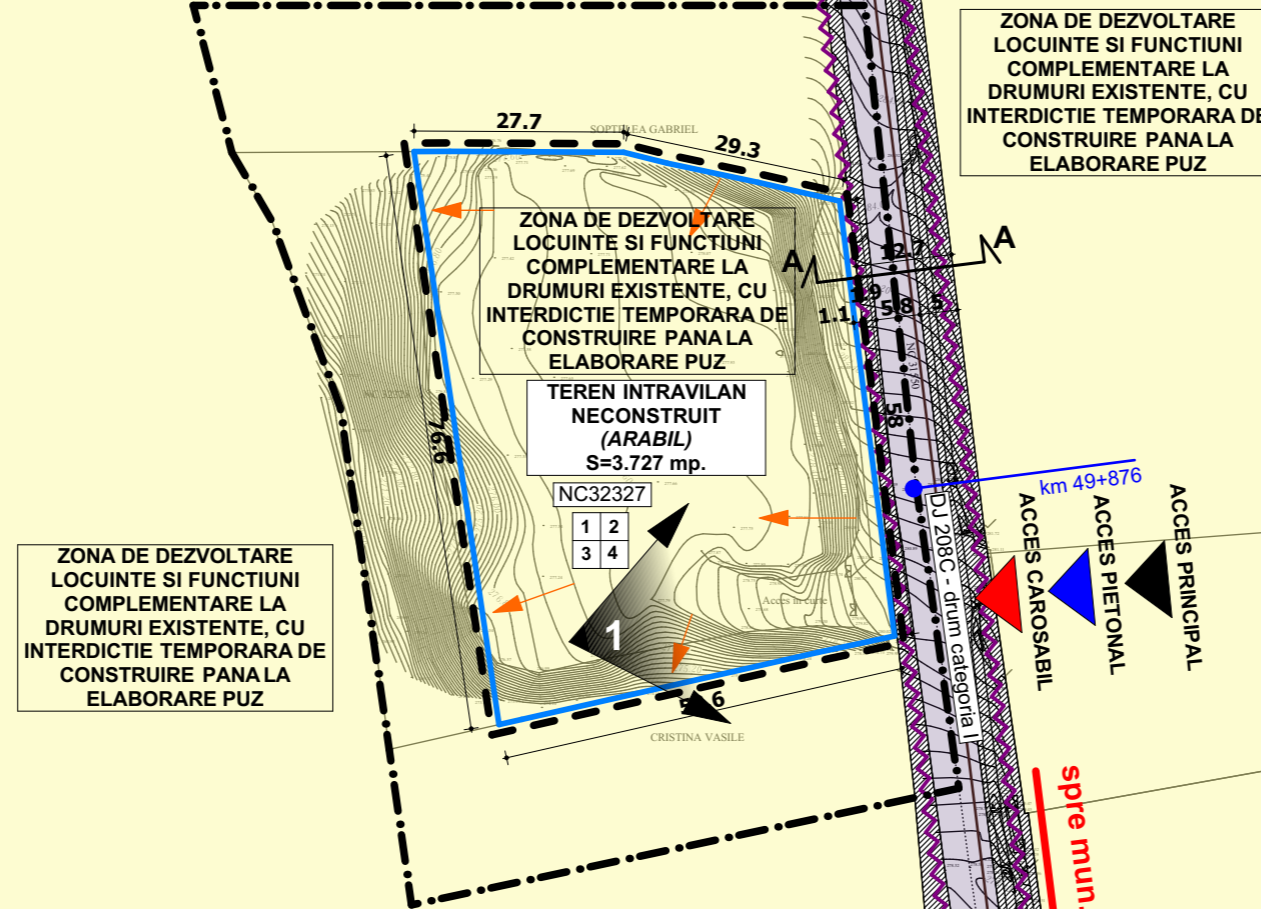 ZONA DE DEZVOLTARE
LOCUINTE SI FUNCTIUNI
COMPLEMENTARE LA
DRUMURI EXISTENTE, CU
INTERDICTIE TEMPORARA DE
CONSTRUIRE PANA LA
ELABORARE PUZ
27.7
GABRIEL
29.3
ZONA DE DEZVOLTARE
LOCUINTE SI FUNCTIUNI
COMPLEMENTARE LA
DRUMURI EXISTENTE, CU
INTERDICTIE TEMPORARA DE
CONSTRUIRE PANA LA
ELABORARE PUZ
A
A
12.7
1.1
5.8
5
58
76.6
TEREN INTRAVILAN
NECONSTRUIT
(ARABIL)
S=3.727 mp.
NC32327
1 2
3 4
km 49+876
DJ 208C - drum categoria I
ACCES CAROSABIL
ACCES PIETONAL
ACCES PRINCIPAL
ZONA DE DEZVOLTARE
LOCUINTE SI FUNCTIUNI
COMPLEMENTARE LA
DRUMURI EXISTENTE, CU
INTERDICTIE TEMPORARA DE
CONSTRUIRE PANA LA
ELABORARE PUZ
Acces in curte
1
CRISTINA VASILE
spre mun.